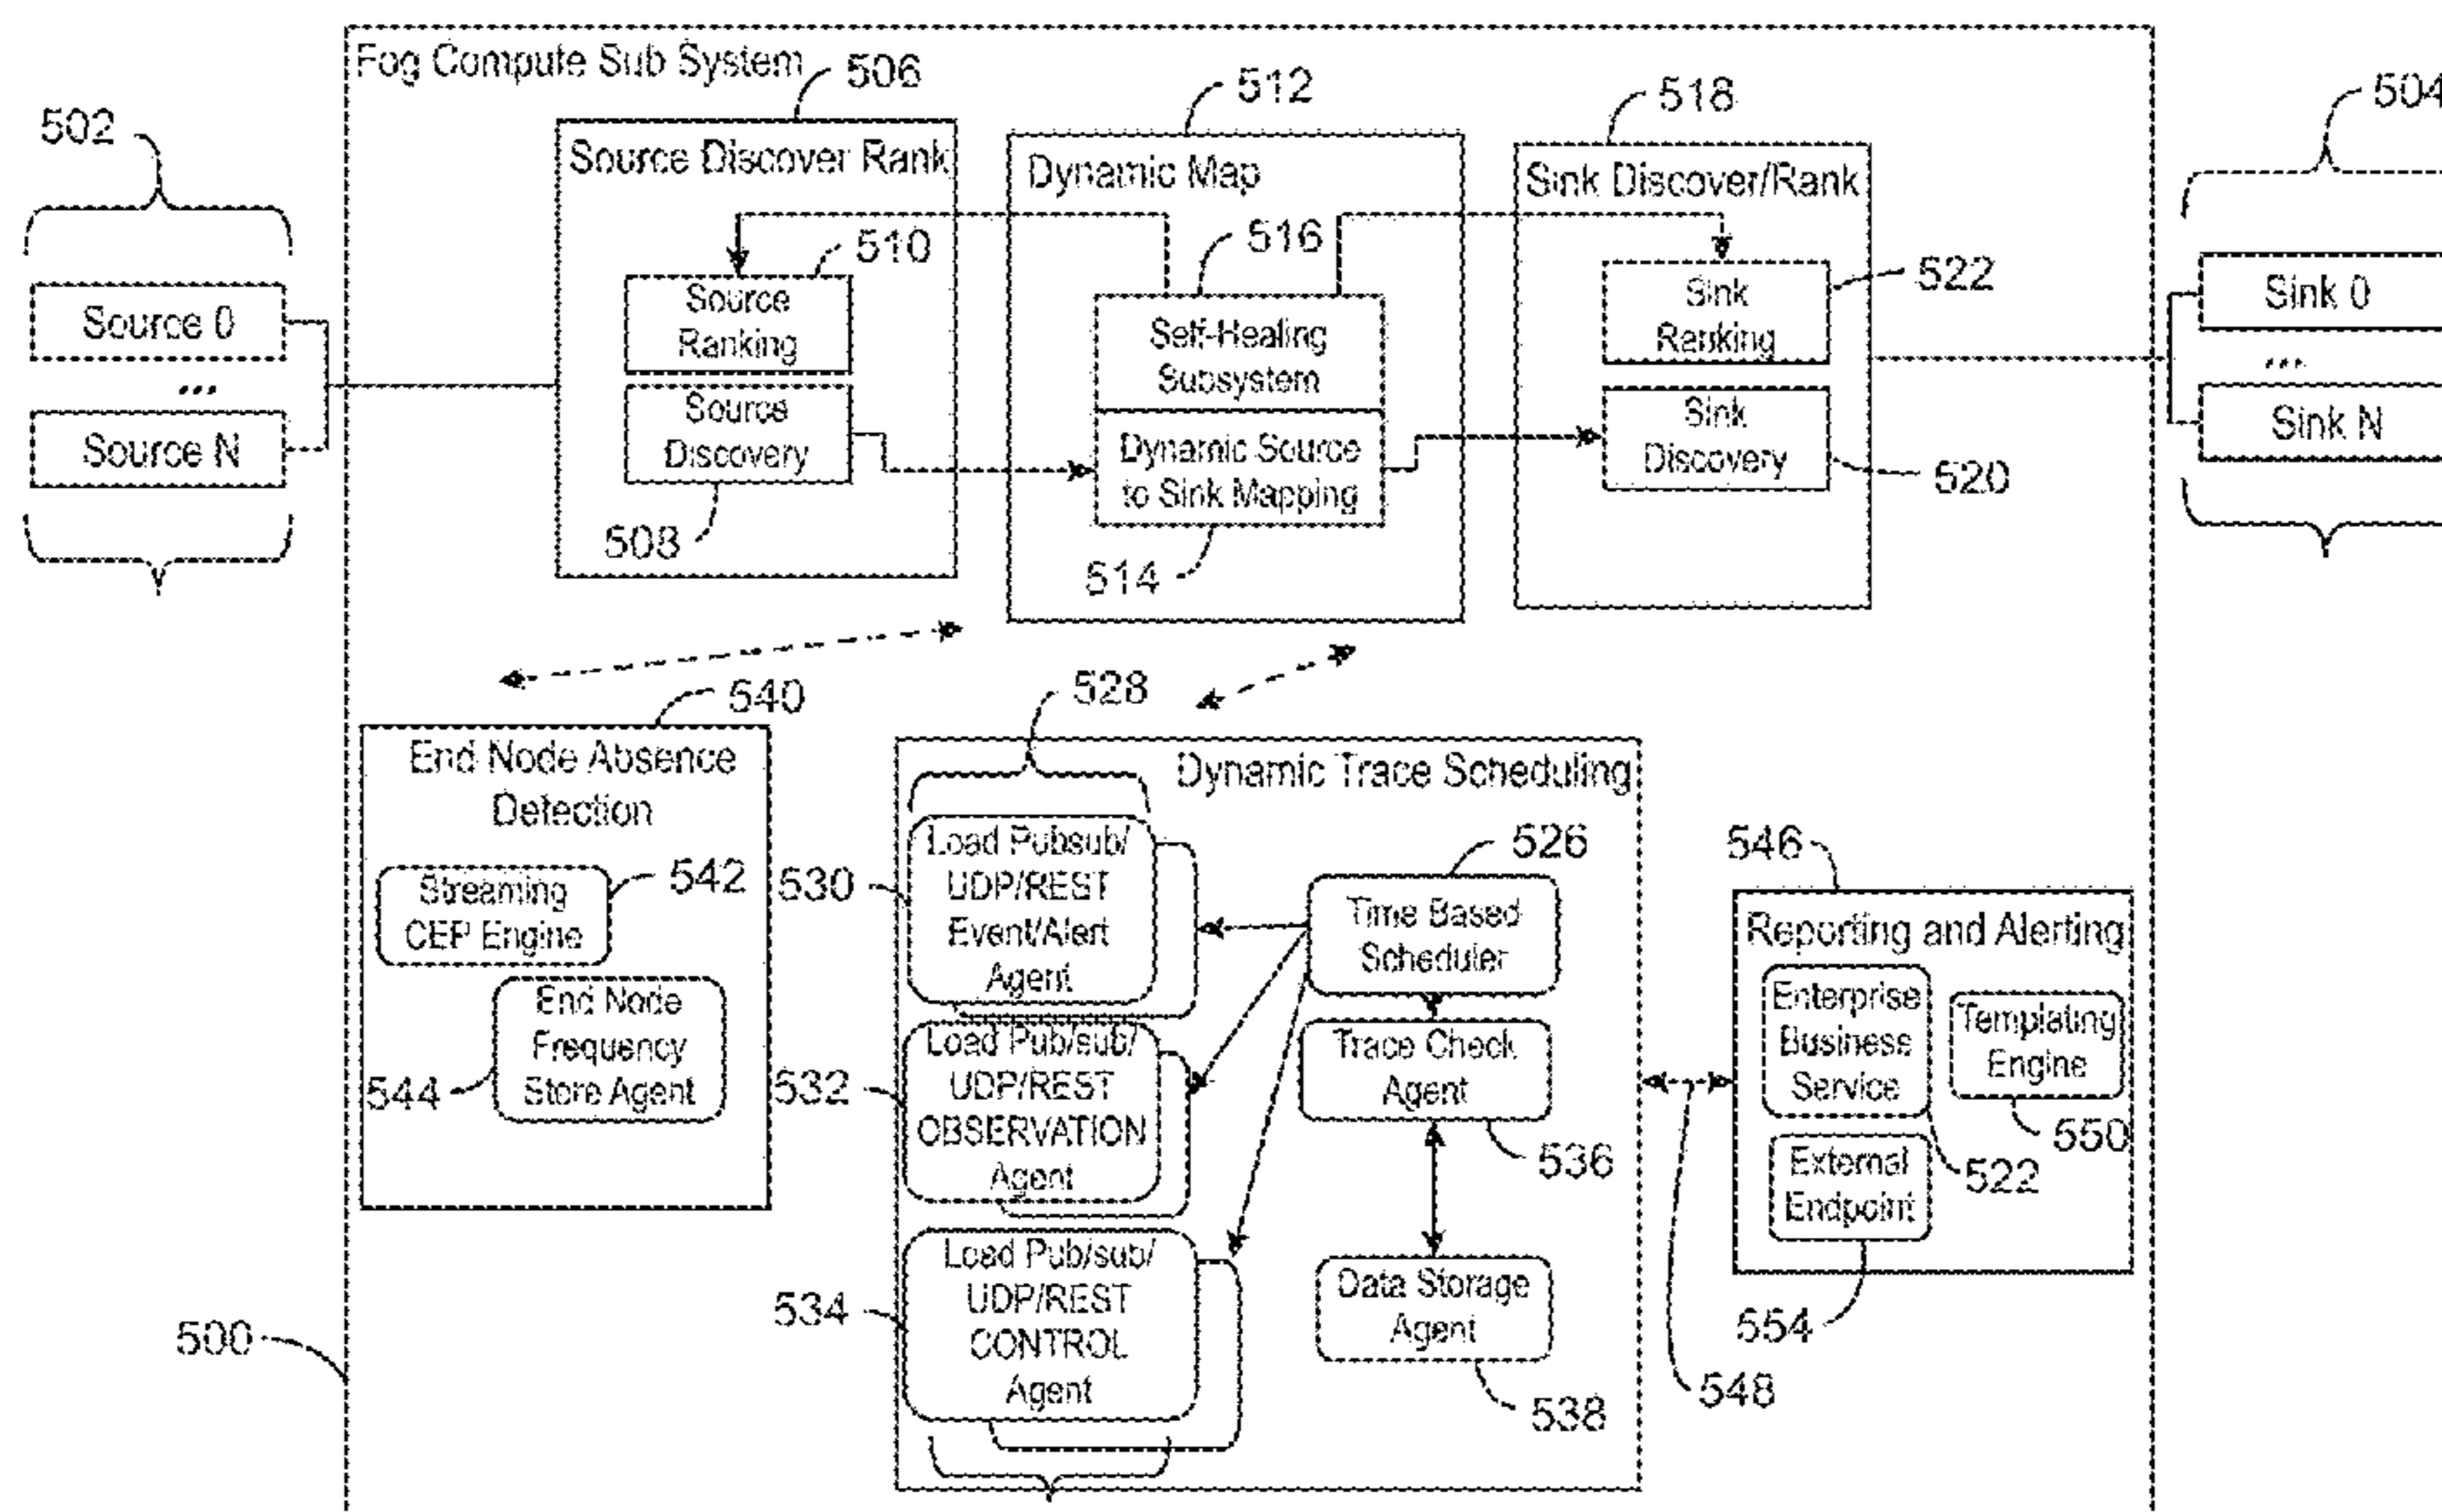 Fog Compute Sub System
506
512
518
504
502
Source Discover Rank
Dynamic Map
Sink Discover/Rank
510
516
522
Source 0
...
Source N
Source
Ranking
Source
Discovery
508
Self-Healing
Subsystem
Dynamic Source
to Sink Mapping
514
Sink
Ranking
Sink
Discovery
520
Sink 0
...
Sink N
540
End Node Absence
Detection
Streaming
CEP Engine
542
End Node
Frequency
Store Agent
544
528
Dynamic Trace Scheduling
530
Load Pubsub/
UDP/REST
Event/Alert
Agent
532
Load Pub/sub/
UDP/REST
OBSERVATION
Agent
534
Load Pub/sub/
UDP/REST
CONTROL
Agent
526
Time Based
Scheduler
Trace Check
Agent
536
Data Storage
Agent
538
546
Reporting and Alerting
Enterprise
Business
Service
522
Templating
Engine
550
External
Endpoint
554
548
500